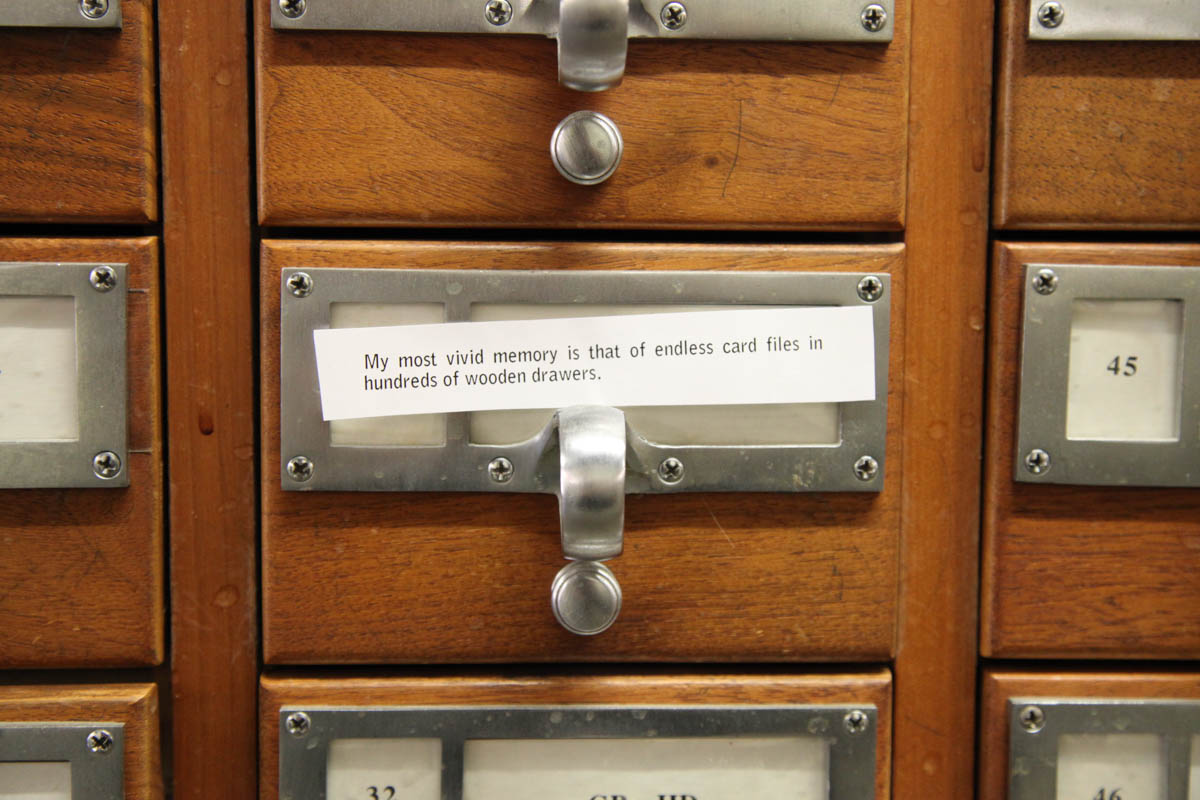 My most vivid memory is that of endless card files in
hundreds of wooden drawers.
45
32
46